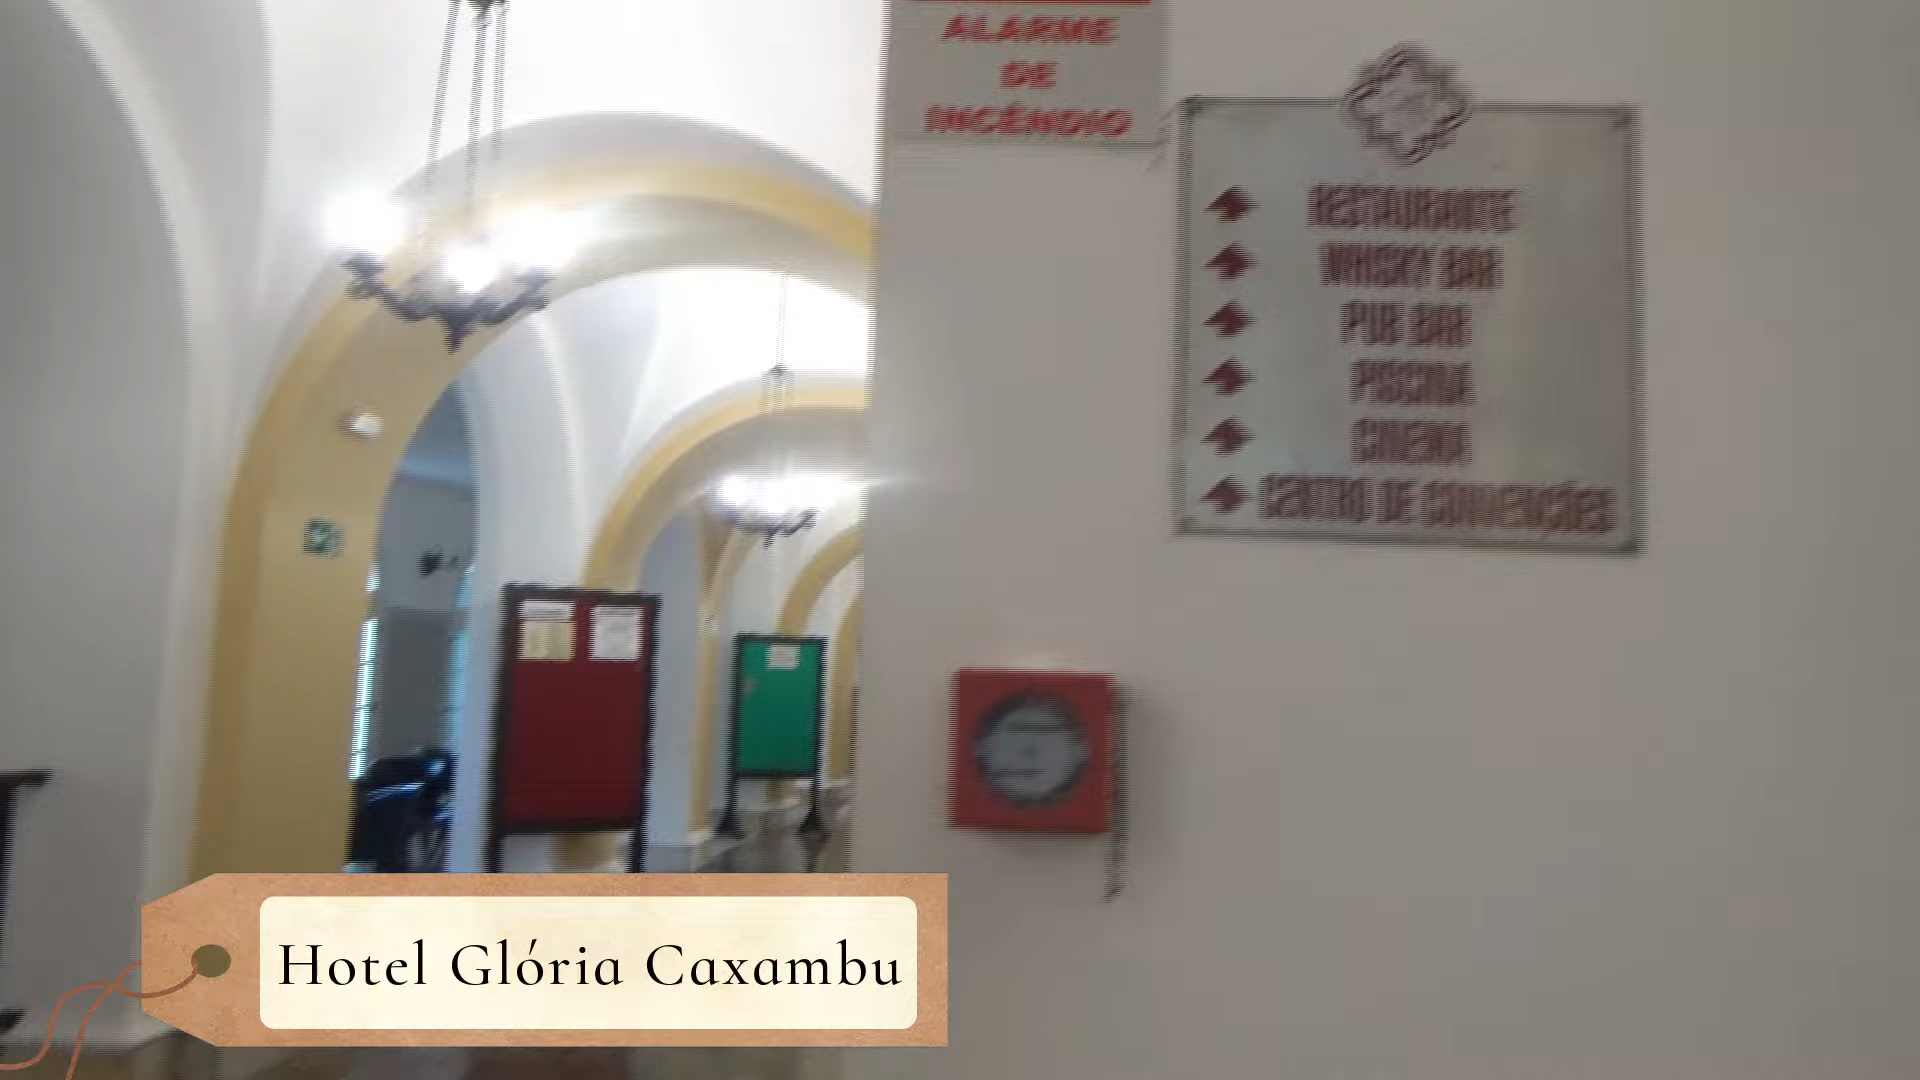 ALARME
DE
INCÊNDIO
RESTAURANTE
WHISKY BAR
PUB BAR
PISCINA
CINEMA
CENTRO DE CONVENÇÕES
Hotel Glória Caxambu